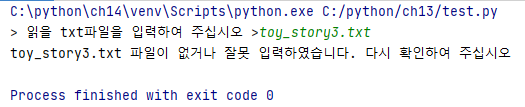 C:\python\ch14\venv\Scripts\python.exe C:/python/ch13/test.py
> 읽을 txt파일을 입력하여 주십시오 >toy_story3.txt
toy_story3.txt 파일이 없거나 잘못 입력하였습니다. 다시 확인하여 주십시오
Process finished with exit code 0